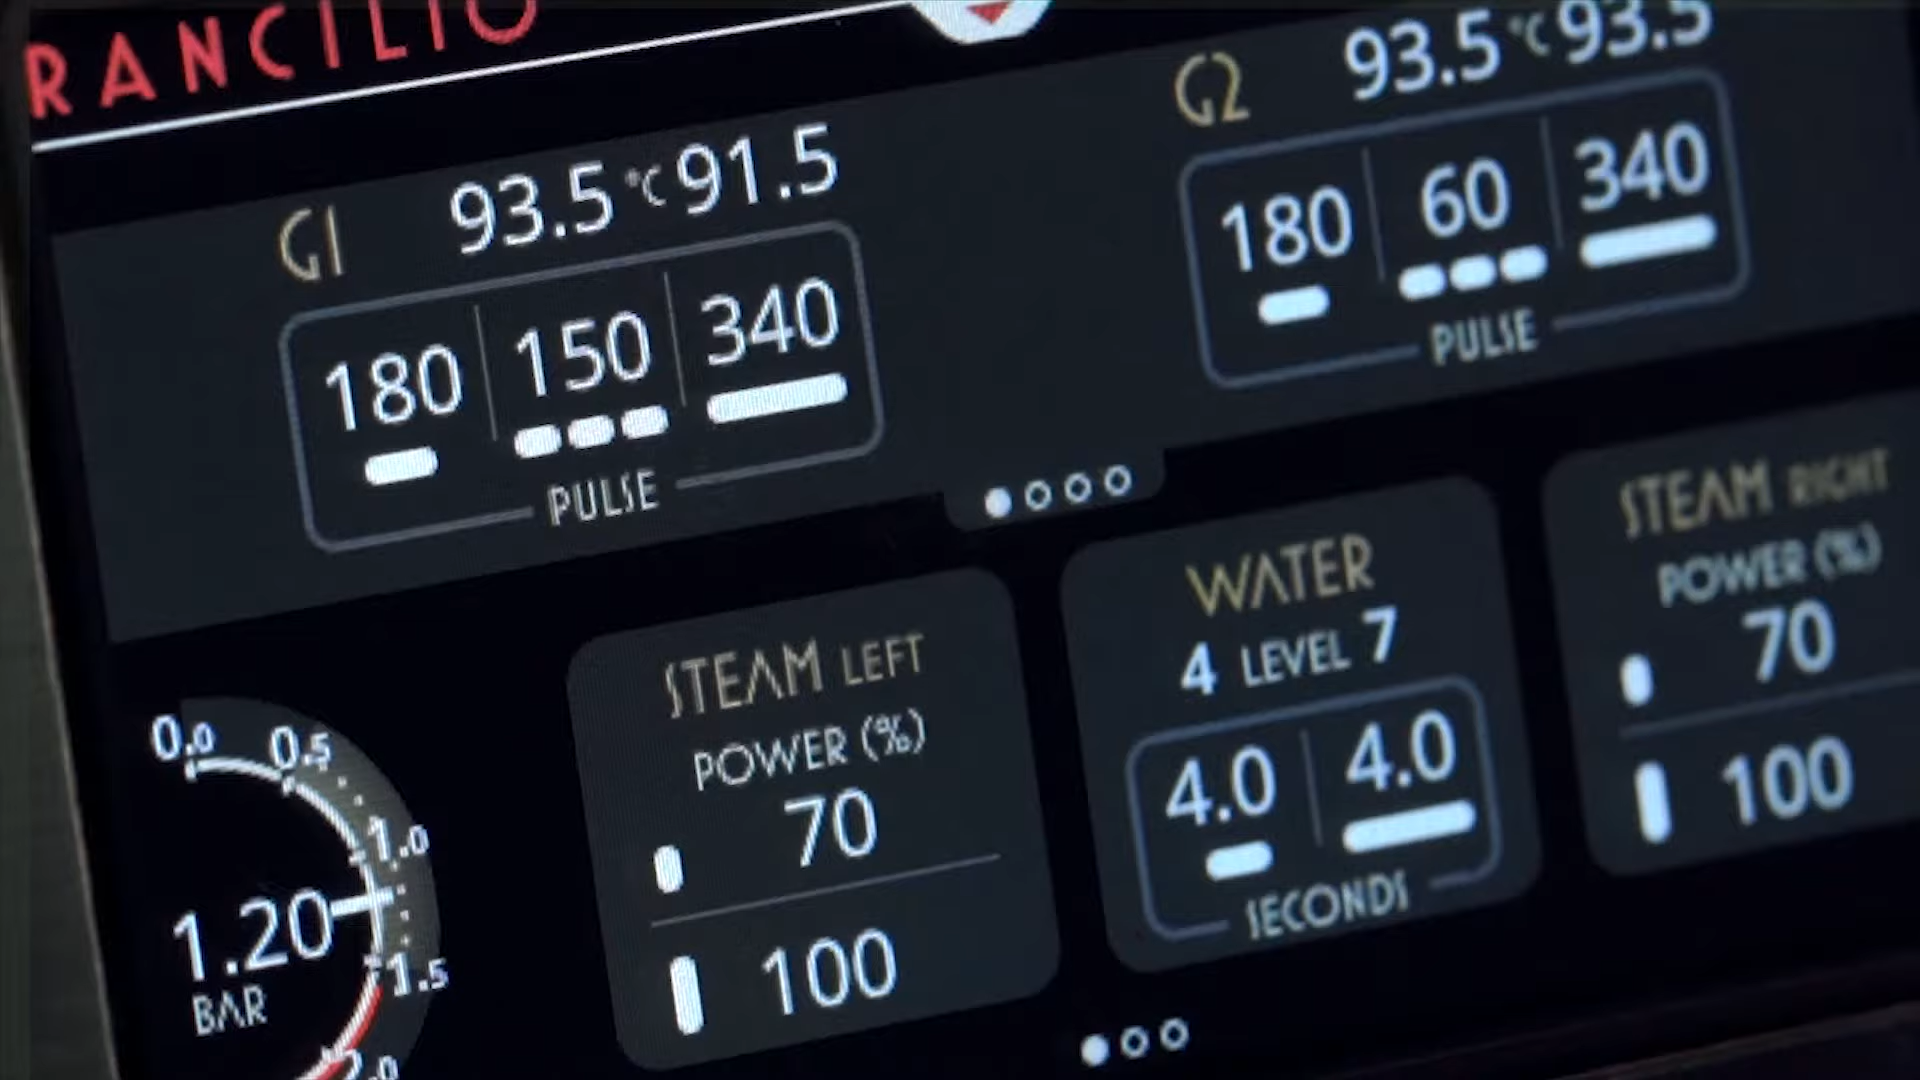 RANCILIO
G1 93.5 °C 91.5
180 150 340
PULSE
G2 93.5 °C 93.5
180 60 340
PULSE
0.0
0.5
1.0
1.5
2.0
1.20
BAR
STEAM LEFT
POWER (%)
70
100
WATER
4 LEVEL 7
4.0 4.0
SECONDS
STEAM RIGHT
POWER (%)
70
100